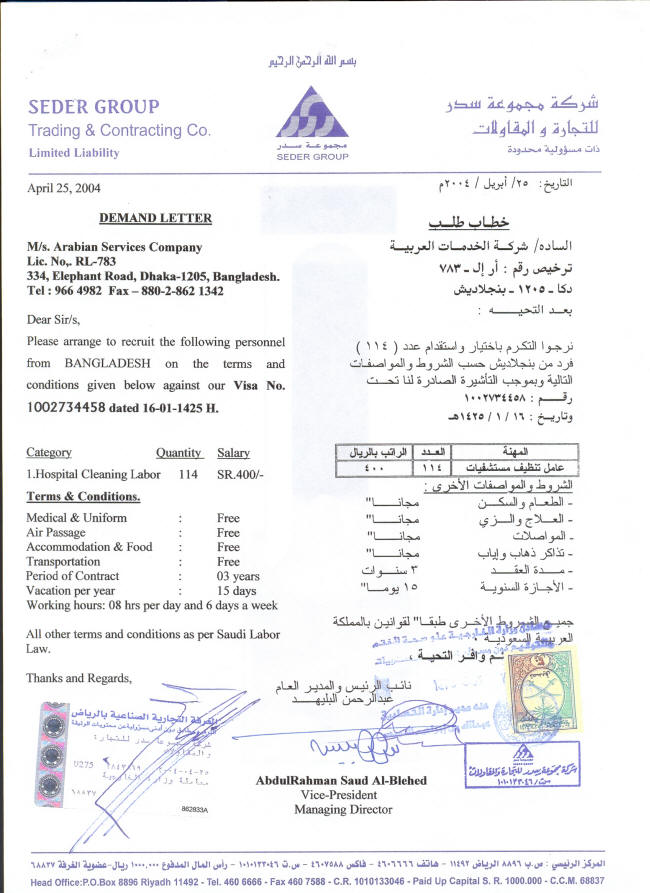 بسم الله الرحمن الرحيم
SEDER GROUP
Trading & Contracting Co.
Limited Liability
مجموعة سدر
SEDER GROUP
شركة مجموعة سدر
للتجارة و المقاولات
ذات مسؤولية محدودة
April 25, 2004
DEMAND LETTER
M/s. Arabian Services Company
Lic. No,. RL-783
334, Elephant Road, Dhaka-1205, Bangladesh.
Tel : 966 4982 Fax – 880-2-862 1342
Dear Sir/s,
Please arrange to recruit the following personnel
from BANGLADESH on the terms and
conditions given below against our Visa No.
1002734458 dated 16-01-1425 H.
Category Quantity Salary
1.Hospital Cleaning Labor 114 SR.400/-
Terms & Conditions.
Medical & Uniform : Free
Air Passage : Free
Accommodation & Food : Free
Transportation : Free
Period of Contract : 03 years
Vacation per year : 15 days
Working hours: 08 hrs per day and 6 days a week
All other terms and conditions as per Saudi Labor
Law.
Thanks and Regards,
التاريخ: ٢٥/ أبريل / ٢٠٠٤م
خطاب طلب
الساده/ شركة الخدمات العربية
ترخيص رقم : أر إل - ٧٨٣
دكا - ١٢٠٥ - بنجلاديش
بعد التحيه :
نرجوا التكرم باختيار واستقدام عدد ( ١١٤ )
فرد من بنجلاديش حسب الشروط والمواصفات
التالية وبموجب التأشيرة الصادرة لنا تحت
رقم : ١٠٠٢٧٣٤٤٥٨
وتاريخ : ١٦ / ١ / ١٤٢٥هـ
المهنة العدد الراتب بالريال
عامل تنظيف مستشفيات ١١٤ ٤٠٠
الشروط والمواصفات الأخرى :
- الطعام والسكن مجانا"
- العلاج والزي مجانا"
- المواصلات مجانا"
- تذاكر ذهاب وإياب مجانا"
- مدة العقد ٣ سنوات
- الأجازة السنوية ١٥ يوما"
جميع الشروط الأخرى طبقا" لقوانين بالمملكة
العربية السعودية ،
وافر التحية ،
نائب الرئيس والمدير العام
عبدالرحمن البليهد
الغرفة التجارية الصناعية بالرياض
U275
١٨٨٣٧
862833A
AbdulRahman Saud Al-Blehed
Vice-President
Managing Director
شركة مجموعة سدر للتجارة والمقاولات
س.ت/ ١٠١٠١٣٣٠٤٦
المركز الرئيسي : ص.ب ٨٨٩٦ الرياض ١١٤٩٢ - هاتف ٤٦٠٦٦٦٦ - فاكس ٤٦٠٧٥٨٨ - س.ت ١٠١٠١٣٣٠٤٦ - رأس المال المدفوع ١,٠٠٠,٠٠٠ ريال-عضوية الغرفة ٦٨٨٣٧
Head Office:P.O.Box 8896 Riyadh 11492 - Tel. 460 6666 - Fax 460 7588 - C.R. 1010133046 - Paid Up Capital S.R. 1000.000 - C.C.M. 68837